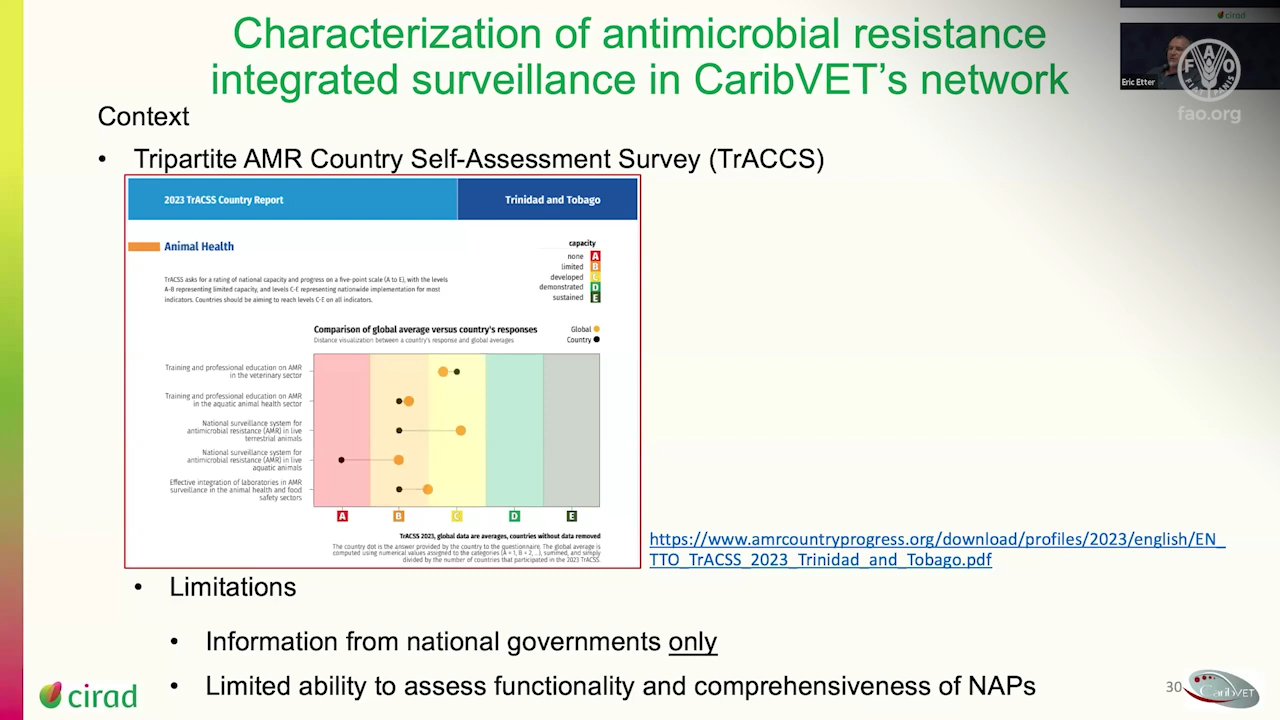 Characterization of antimicrobial resistance
integrated surveillance in CaribVET's network
cirad
Eric Etter
FAO
FIAT PANIS
fao.org
Context
• Tripartite AMR Country Self-Assessment Survey (TrACCS)
2023 TrACSS Country Report
Trinidad and Tobago
Animal Health
capacity
none A
limited B
developed C
demonstrated D
sustained E
TrACSS asks for a rating of national capacity and progress on a five-point scale (A to E), with the levels
A-B representing limited capacity, and levels C-E representing nationwide implementation for most
indicators. Countries should be aiming to reach levels C-E on all indicators.
Comparison of global average versus country's responses
Distance visualization between a country's response and global averages
Global
Country
Training and professional education on AMR
in the veterinary sector
Training and professional education on AMR
in the aquatic animal health sector
National surveillance system for
antimicrobial resistance (AMR) in live
terrestrial animals
National surveillance system for
antimicrobial resistance (AMR) in live
aquatic animals
Effective integration of laboratories in AMR
surveillance in the animal health and food
safety sectors
A B C D E
TrACSS 2023, global data are averages, countries without data removed
The country dot is the answer provided by the country to the questionnaire. The global average is
computed using numerical values assigned to the categories (A = 1, B = 2, ...), summed, and simply
divided by the number of countries that participated in the 2023 TrACSS.
https://www.amrcountryprogress.org/download/profiles/2023/english/EN_
TTO_TrACSS_2023_Trinidad_and_Tobago.pdf
• Limitations
• Information from national governments only
• Limited ability to assess functionality and comprehensiveness of NAPs
cirad
30
CaribVET